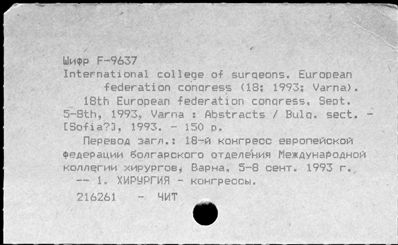 Шифр F-9637
International college of surgeons. European
federation congress (18; 1993; Varna).
18th European federation congress, Sept.
5-8th, 1993, Varna : Abstracts / Bulg. sect. -
[Sofia?], 1993. - 150 p.
Перевод загл.: 18-й конгресс европейской
федерации болгарского отделения Международной
коллегии хирургов, Варна, 5-8 сент. 1993 г.
-- 1. ХИРУРГИЯ - конгрессы.
216261 - ЧИТ